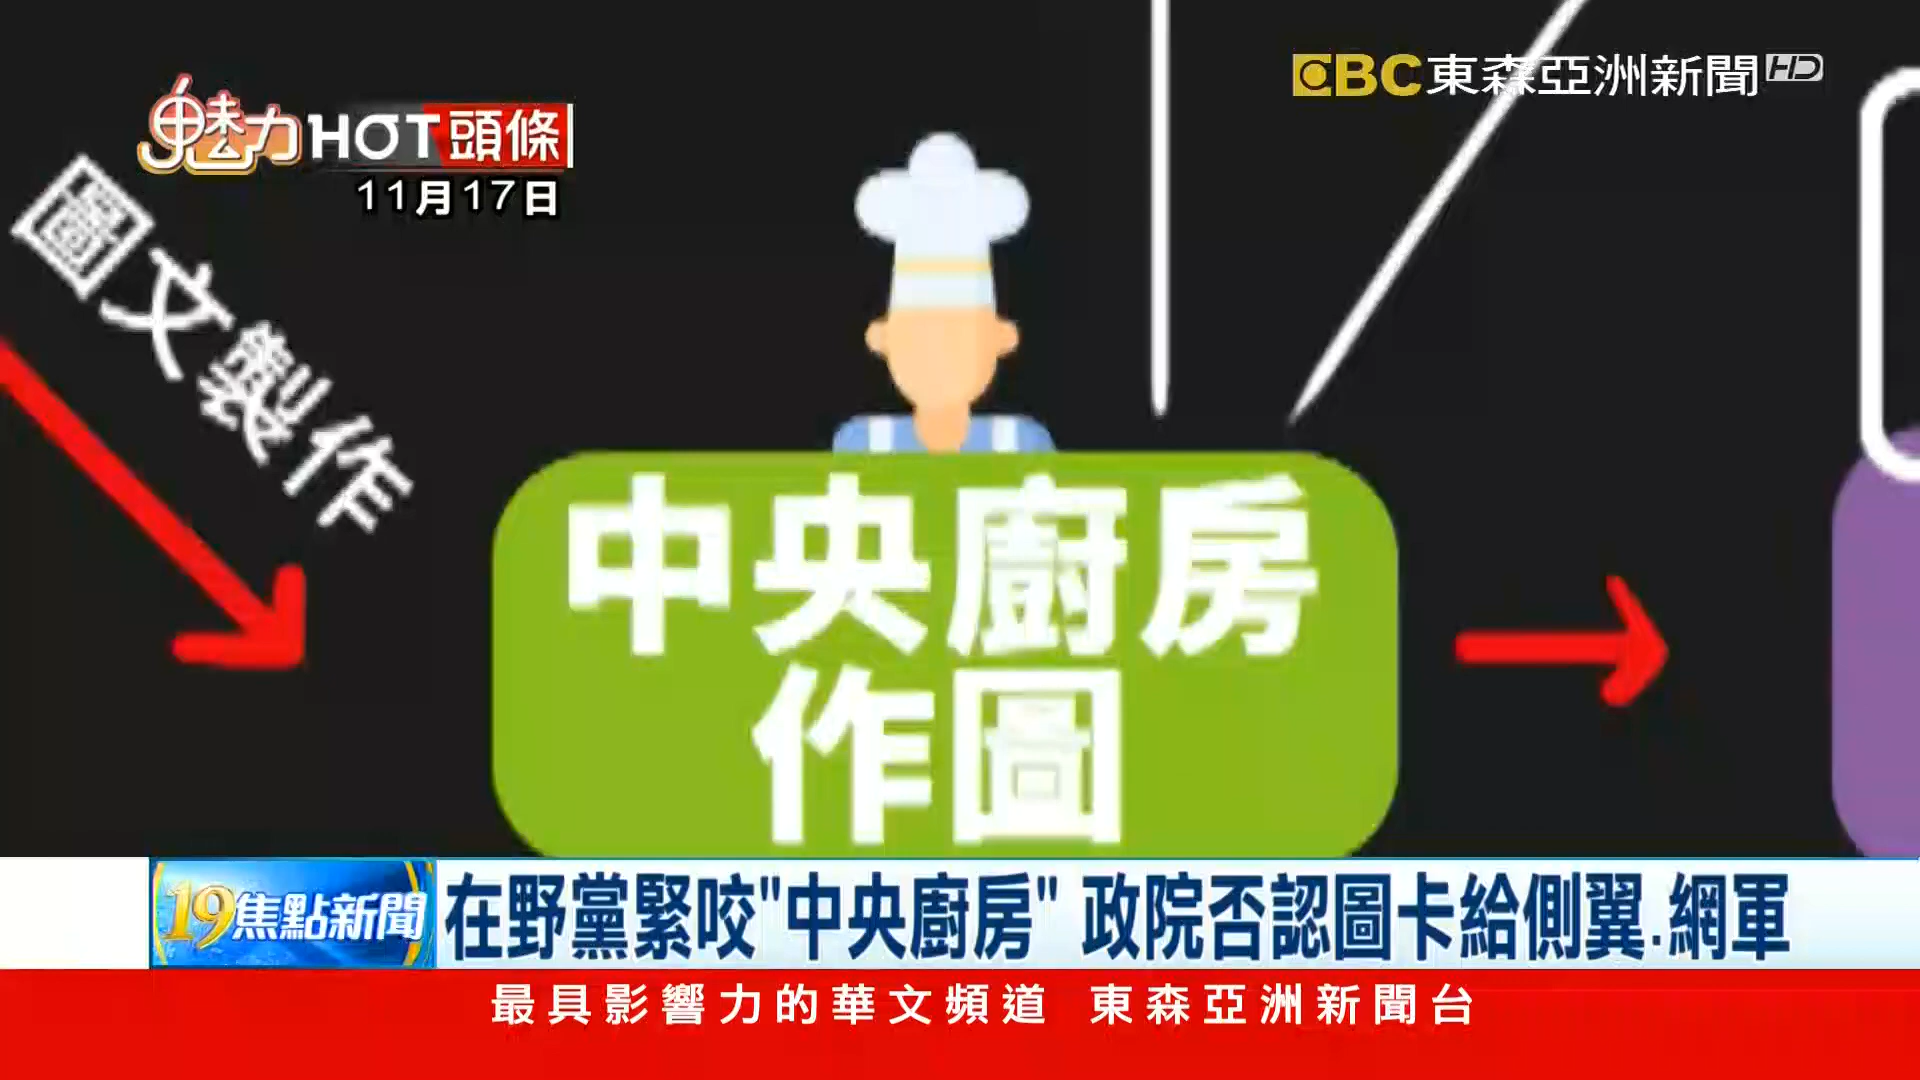 魅力HOT頭條
11月17日
EBC東森亞洲新聞HD
圖文製作
中央廚房
作圖
19焦點新聞
在野黨緊咬"中央廚房" 政院否認圖卡給側翼.網軍
最具影響力的華文頻道 東森亞洲新聞台